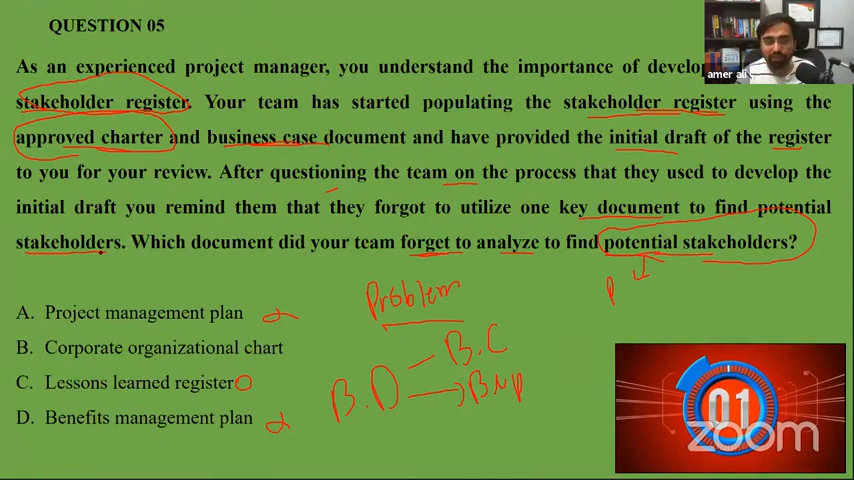 QUESTION 05
As an experienced project manager, you understand the importance of develop
stakeholder register. Your team has started populating the stakeholder register using the
approved charter and business case document and have provided the initial draft of the register
to you for your review. After questioning the team on the process that they used to develop the
initial draft you remind them that they forgot to utilize one key document to find potential
stakeholders. Which document did your team forget to analyze to find potential stakeholders?
A. Project management plan
B. Corporate organizational chart
C. Lessons learned register
D. Benefits management plan
Problem
B.D
B.C
B.M.P
P
01
zoom
amer ali